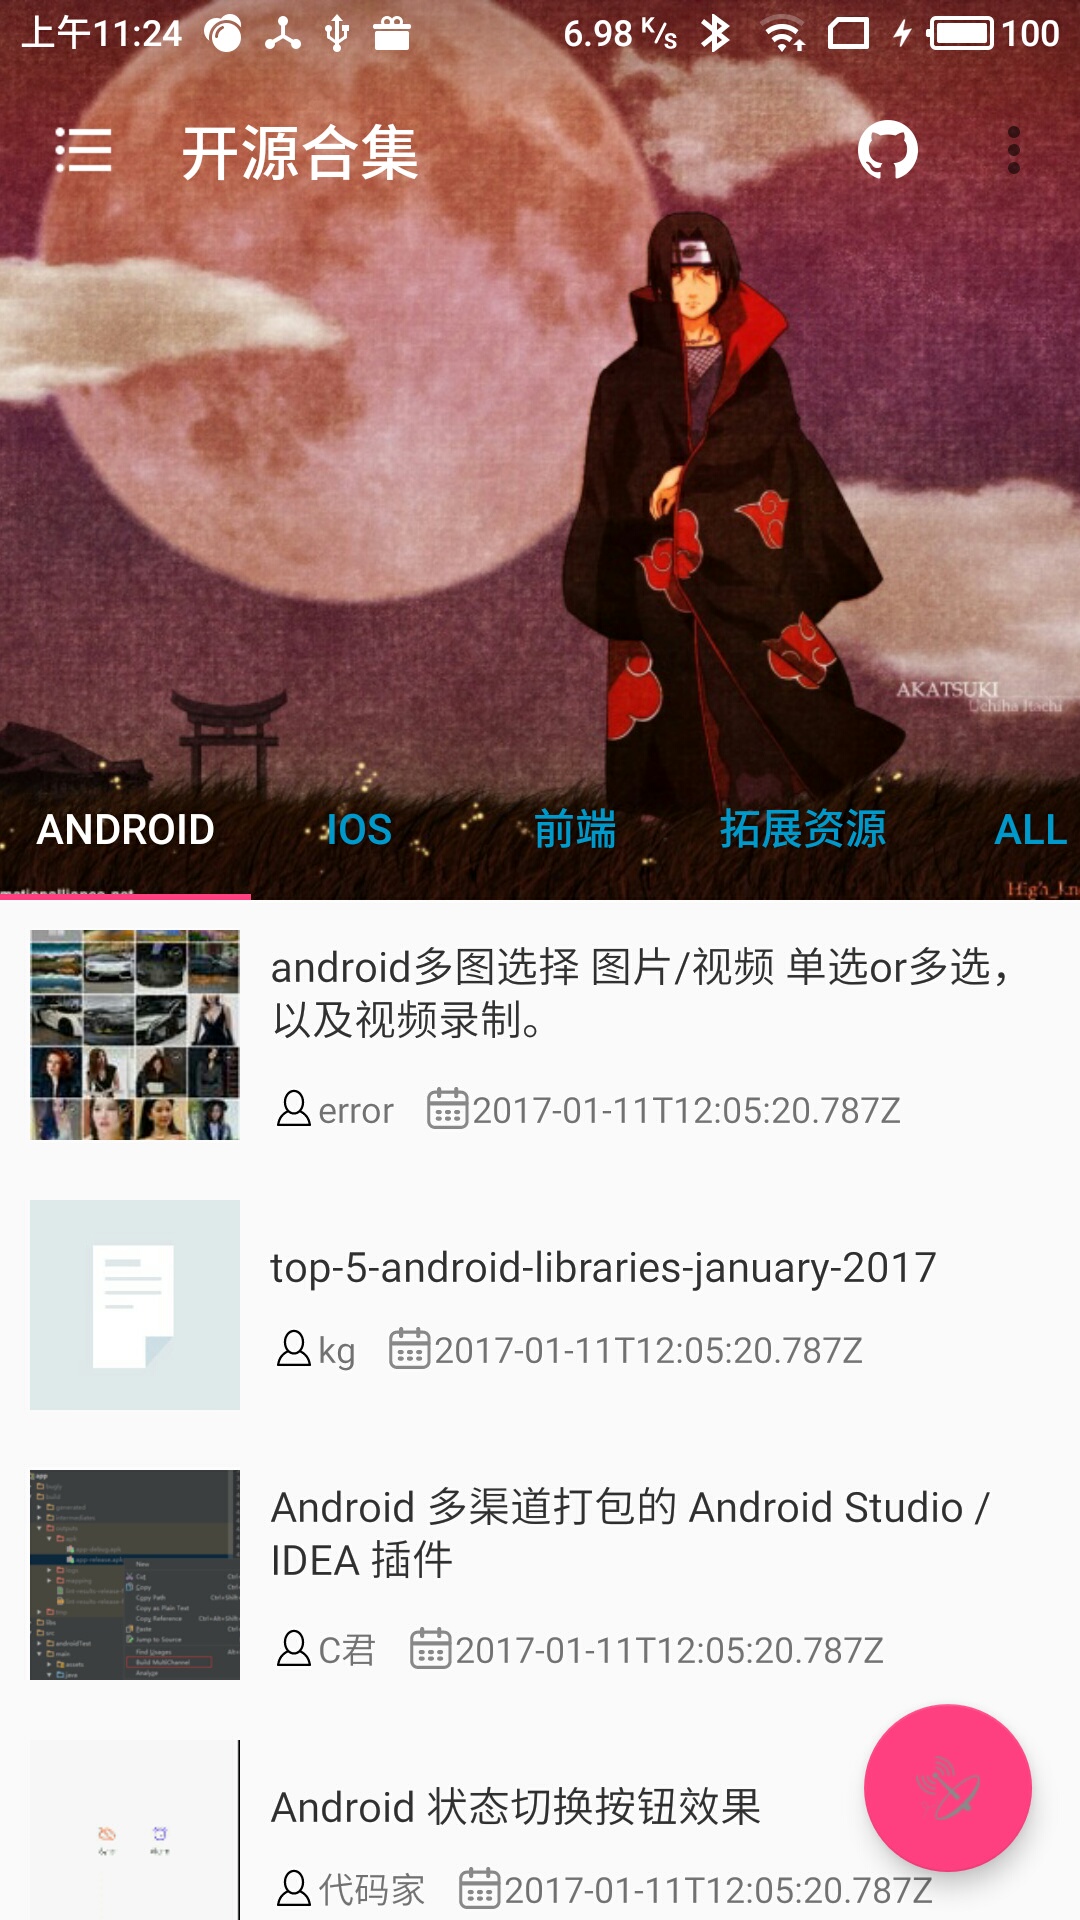 上午11:24
6.98 K/s
100
开源合集
AKATSUKI
Uchiha Itachi
ANDROID
IOS
前端
拓展资源
ALL
android多图选择 图片/视频 单选or多选，
以及视频录制。
error 2017-01-11T12:05:20.787Z
top-5-android-libraries-january-2017
kg 2017-01-11T12:05:20.787Z
Android 多渠道打包的 Android Studio /
IDEA 插件
C君 2017-01-11T12:05:20.787Z
Android 状态切换按钮效果
代码家 2017-01-11T12:05:20.787Z